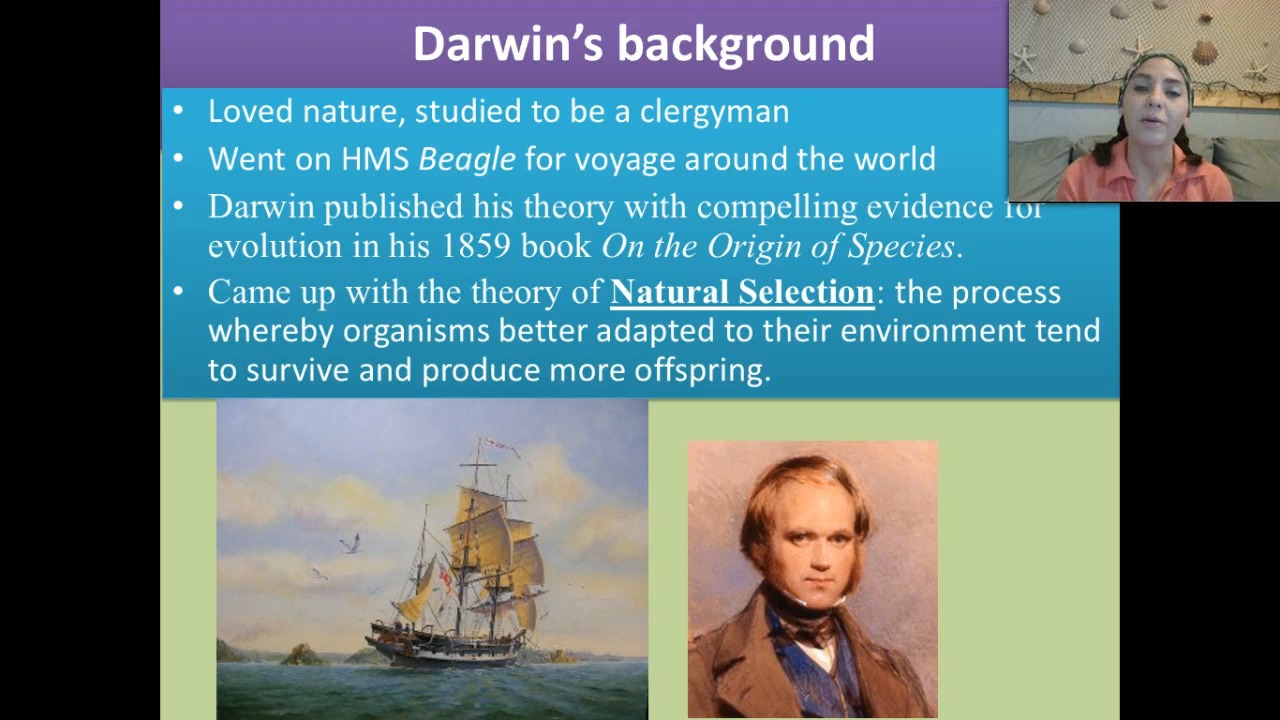 Darwin's background
• Loved nature, studied to be a clergyman
• Went on HMS Beagle for voyage around the world
• Darwin published his theory with compelling evidence for
evolution in his 1859 book On the Origin of Species.
• Came up with the theory of Natural Selection: the process
whereby organisms better adapted to their environment tend
to survive and produce more offspring.